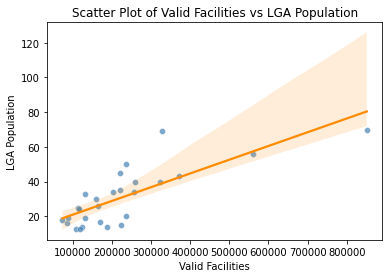 Scatter Plot of Valid Facilities vs LGA Population
120
100
80
60
40
20
LGA Population
100000 200000 300000 400000 500000 600000 700000 800000
Valid Facilities